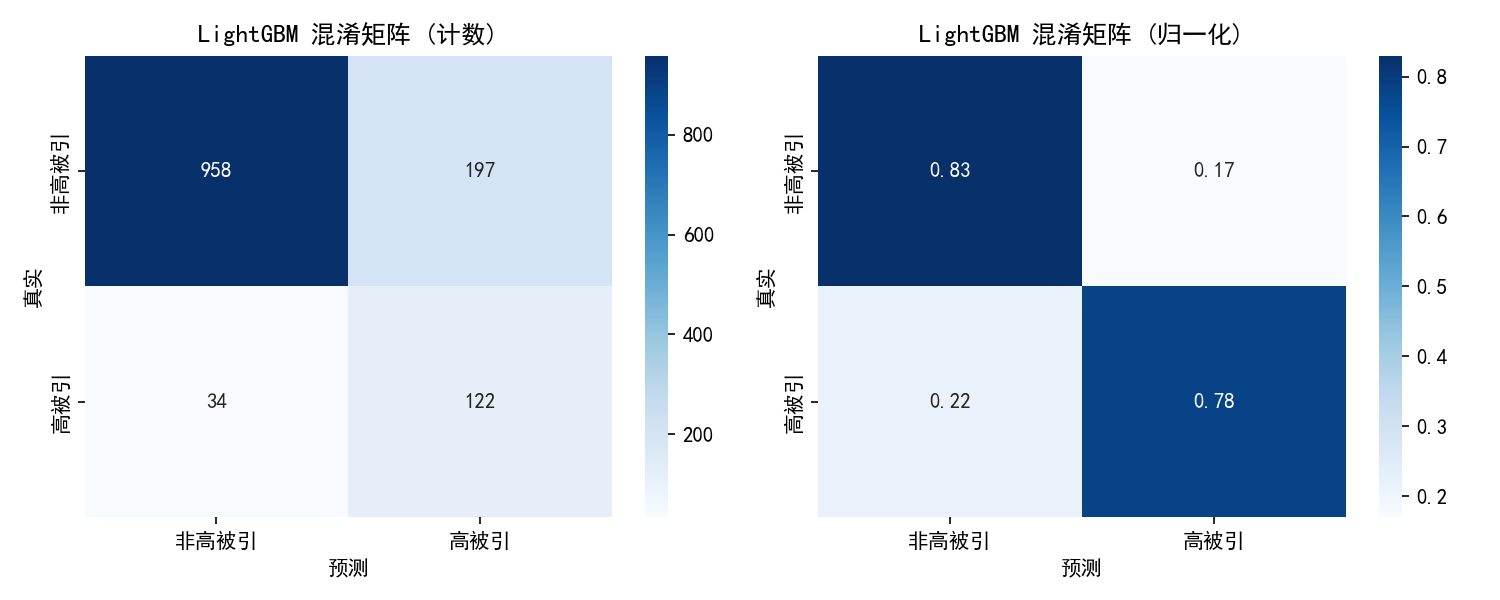 LightGBM 混淆矩阵 (计数)
非高被引
高被引
真实
958
197
34
122
非高被引
高被引
预测
800
600
400
200
LightGBM 混淆矩阵 (归一化)
非高被引
高被引
真实
0.83
0.17
0.22
0.78
非高被引
高被引
预测
0.8
0.7
0.6
0.5
0.4
0.3
0.2